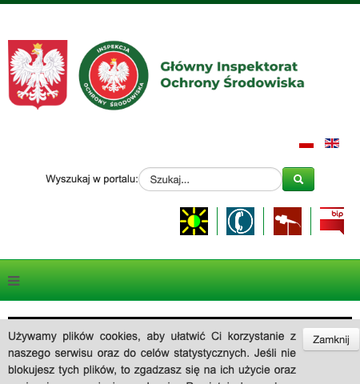 INSPEKCJA
OCHRONY ŚRODOWISKA
Główny Inspektorat
Ochrony Środowiska
Wyszukaj w portalu:
Szukaj...
bip
Używamy plików cookies, aby ułatwić Ci korzystanie z
naszego serwisu oraz do celów statystycznych. Jeśli nie
blokujesz tych plików, to zgadzasz się na ich użycie oraz
Zamknij